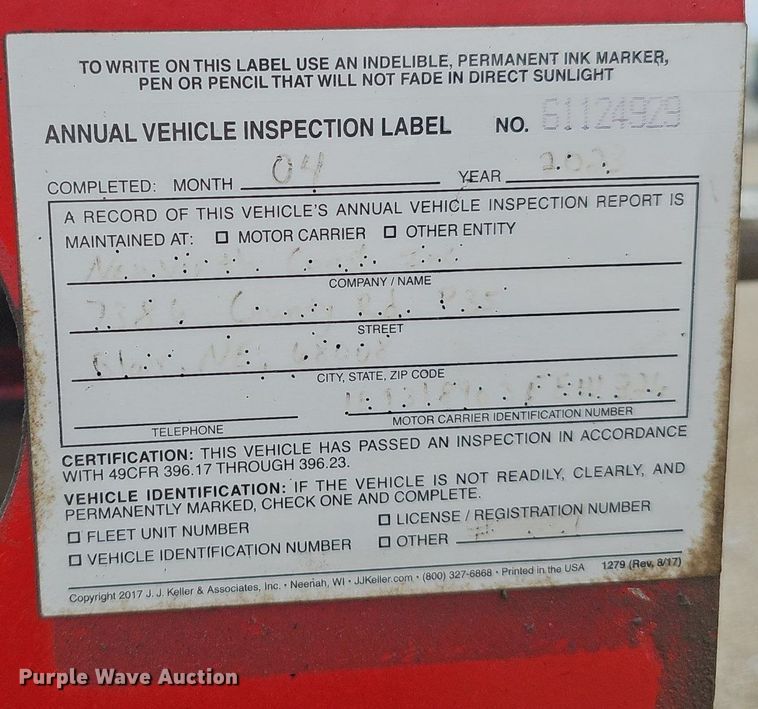 TO WRITE ON THIS LABEL USE AN INDELIBLE, PERMANENT INK MARKER,
PEN OR PENCIL THAT WILL NOT FADE IN DIRECT SUNLIGHT
ANNUAL VEHICLE INSPECTION LABEL NO. 61124929
COMPLETED: MONTH 04 YEAR
A RECORD OF THIS VEHICLE'S ANNUAL VEHICLE INSPECTION REPORT IS
MAINTAINED AT: ☐ MOTOR CARRIER ☐ OTHER ENTITY
COMPANY / NAME
STREET
CITY, STATE, ZIP CODE
TELEPHONE MOTOR CARRIER IDENTIFICATION NUMBER
CERTIFICATION: THIS VEHICLE HAS PASSED AN INSPECTION IN ACCORDANCE
WITH 49CFR 396.17 THROUGH 396.23.
VEHICLE IDENTIFICATION: IF THE VEHICLE IS NOT READILY, CLEARLY, AND
PERMANENTLY MARKED, CHECK ONE AND COMPLETE.
☐ FLEET UNIT NUMBER ☐ LICENSE / REGISTRATION NUMBER
☐ VEHICLE IDENTIFICATION NUMBER ☐ OTHER
Copyright 2017 J. J. Keller & Associates, Inc. • Neenah, WI • JJKeller.com • (800) 327-6868 • Printed in the USA 1279 (Rev. 8/17)
Purple Wave Auction